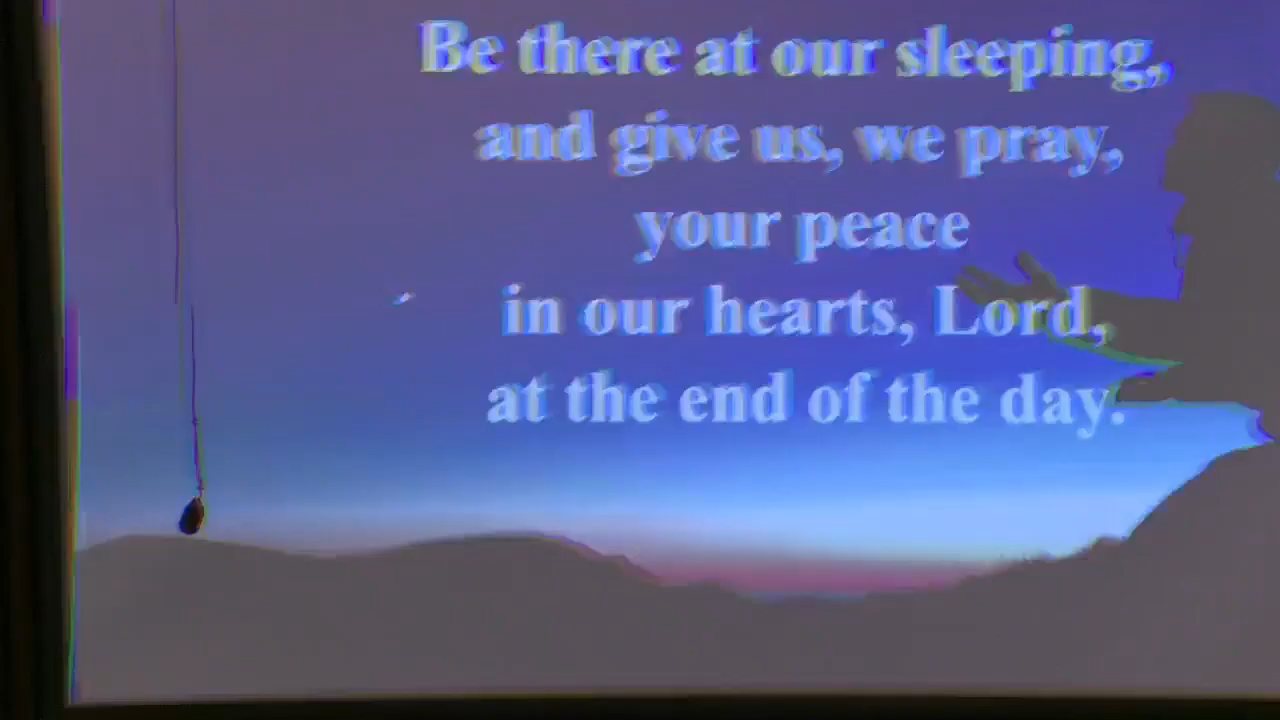 Be there at our sleeping,
and give us, we pray,
your peace
in our hearts, Lord,
at the end of the day.